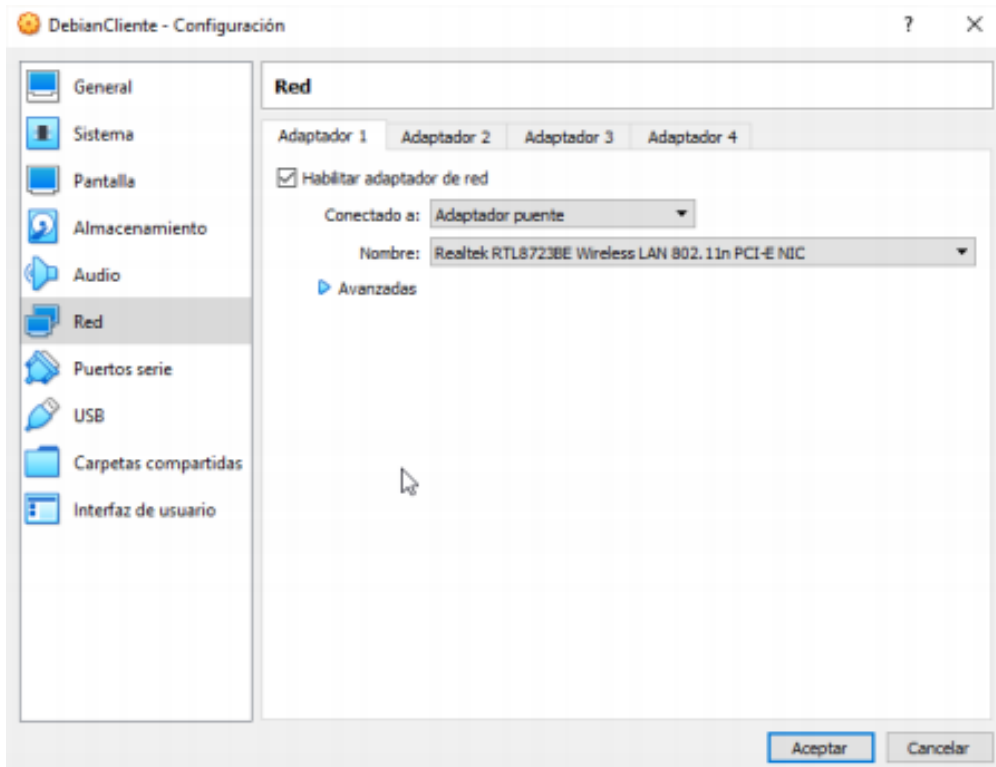 DebianCliente - Configuración
?
General
Sistema
Pantalla
Almacenamiento
Audio
Red
Puertos serie
USB
Carpetas compartidas
Interfaz de usuario
Red
Adaptador 1 Adaptador 2 Adaptador 3 Adaptador 4
Habilitar adaptador de red
Conectado a: Adaptador puente
Nombre: Realtek RTL8723BE Wireless LAN 802.11n PCI-E NIC
Avanzadas
Aceptar Cancelar